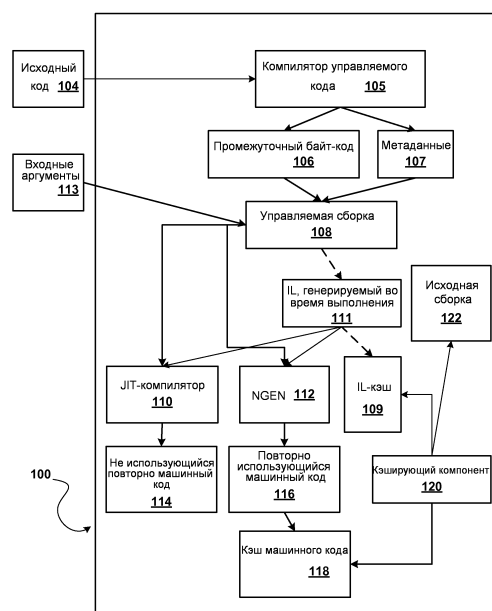 Исходный
код 104
Компилятор управляемого
кода 105
Промежуточный байт-код
106
Метаданные
107
Входные
аргументы
113
Управляемая сборка
108
IL, генерируемый во
время выполнения
111
Исходная
сборка
122
JIT-компилятор
110
NGEN 112
IL-кэш
109
Не использующийся
повторно машинный
код
114
Повторно
использующийся
машинный код
116
Кэширующий компонент
120
100
Кэш машинного кода
118